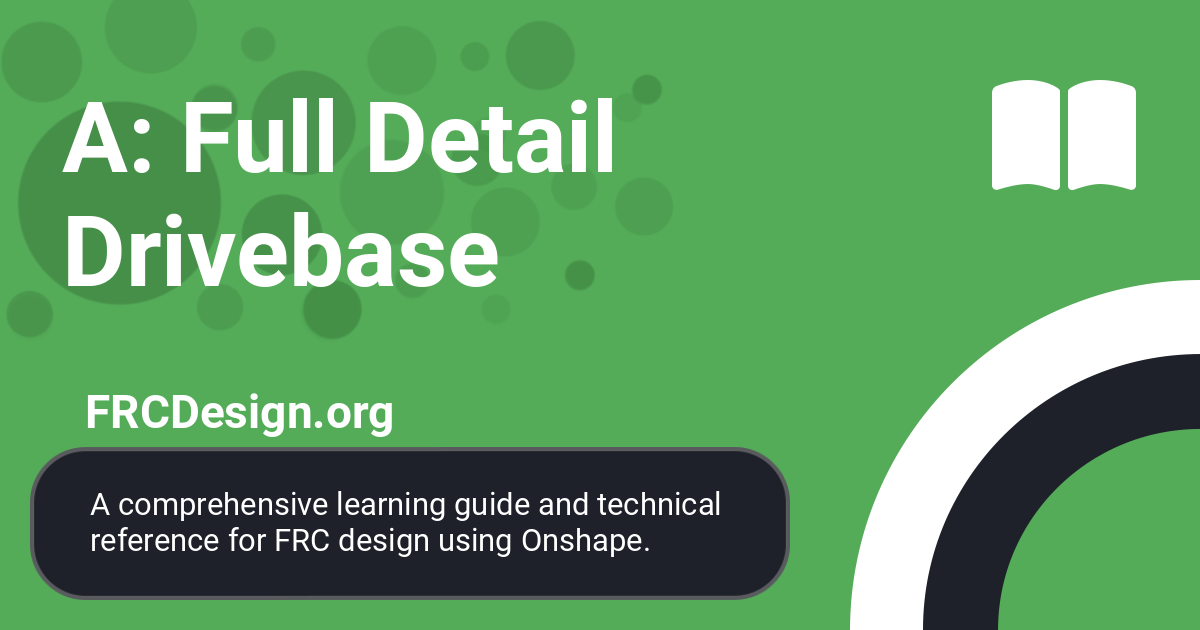 A: Full Detail
Drivebase
FRCDesign.org
A comprehensive learning guide and technical
reference for FRC design using Onshape.